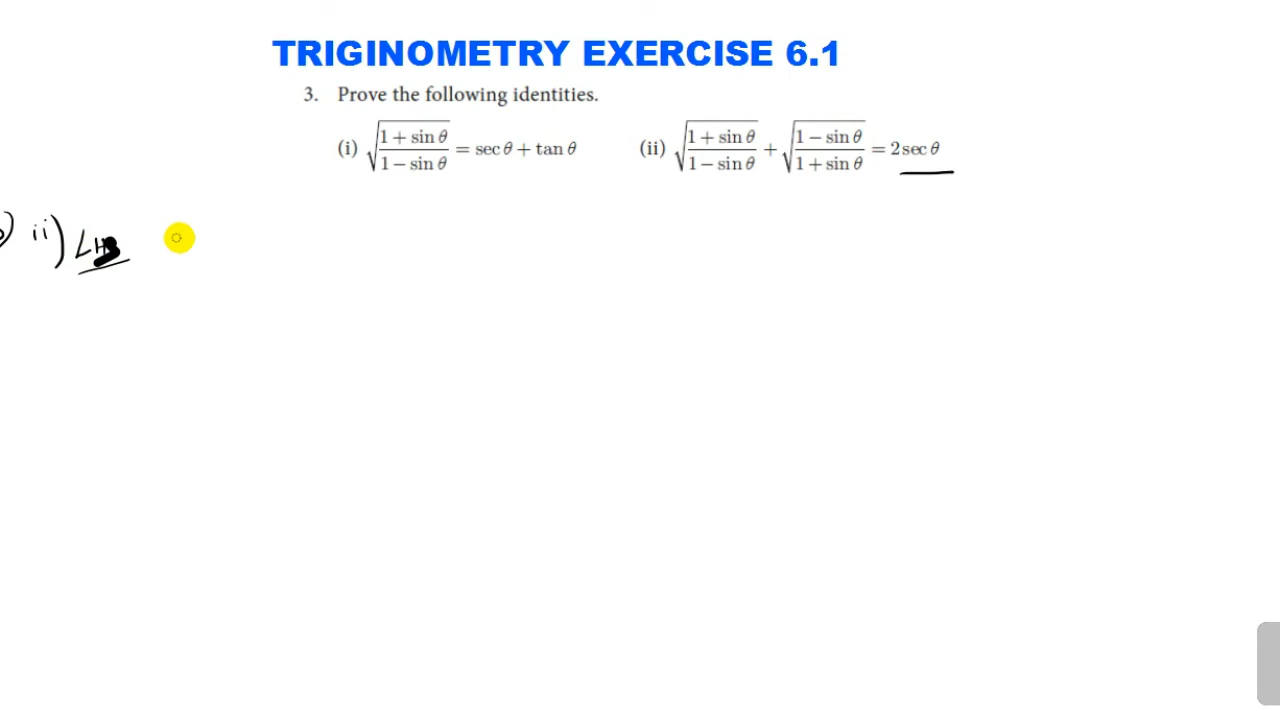 TRIGINOMETRY EXERCISE 6.1
3. Prove the following identities.
(i) √((1 + sin θ)/(1 − sin θ)) = sec θ + tan θ (ii) √((1 + sin θ)/(1 − sin θ)) + √((1 − sin θ)/(1 + sin θ)) = 2 sec θ
ii) LHS